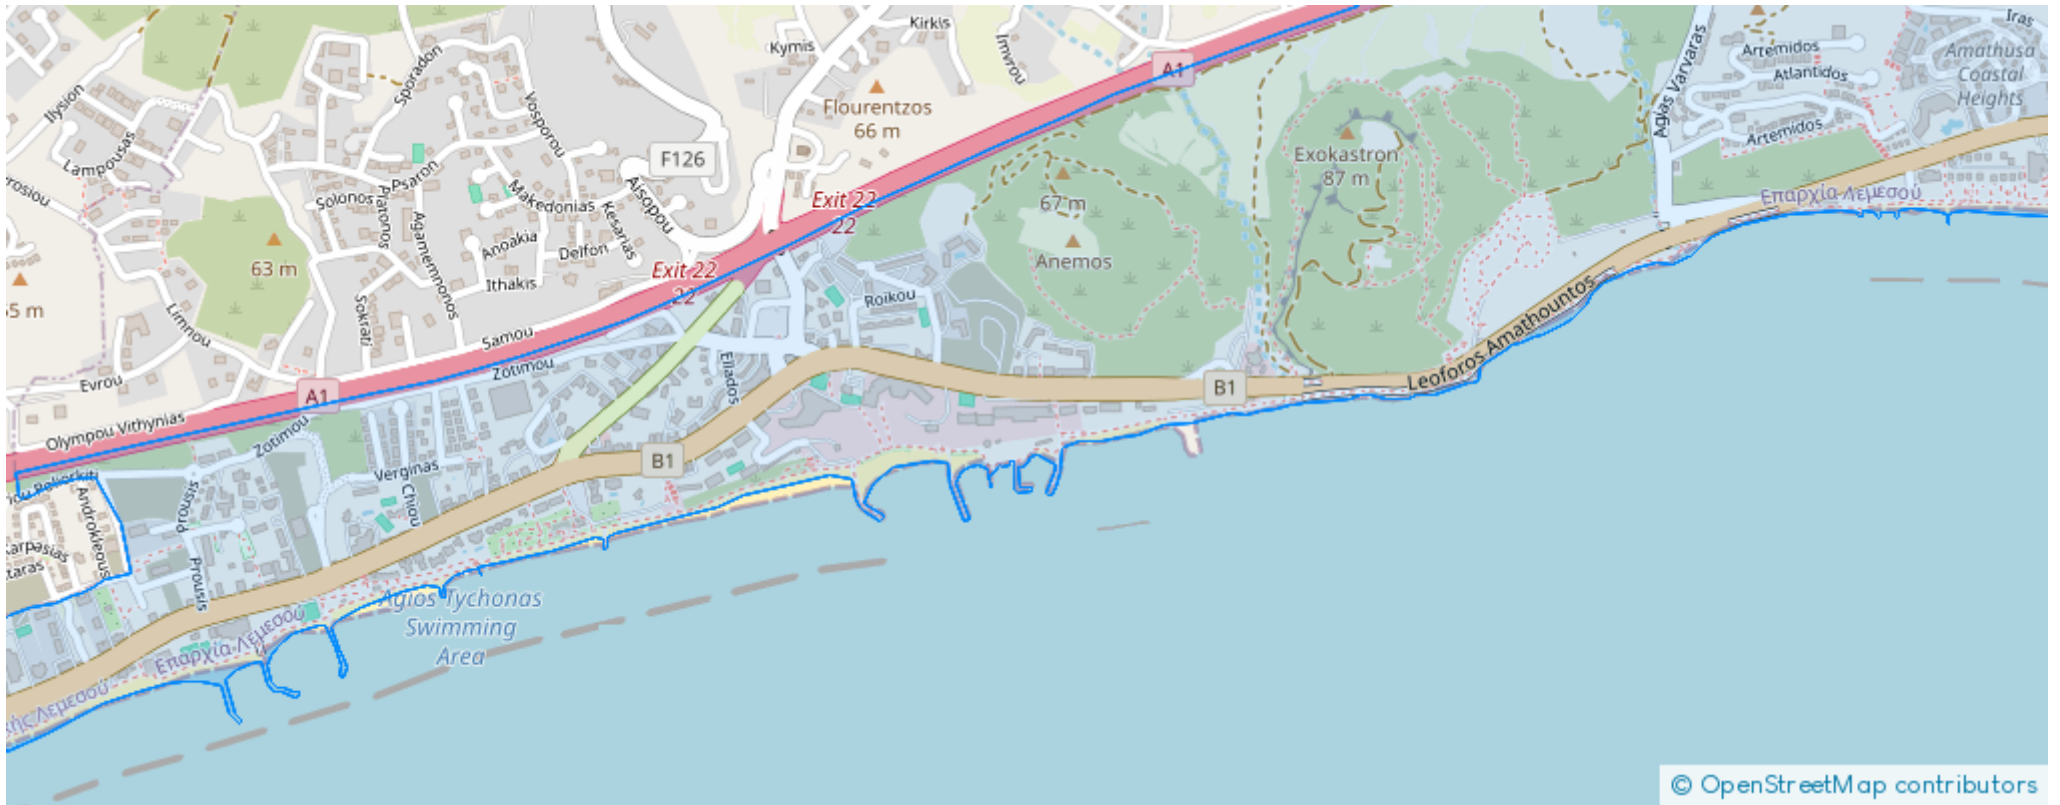 Kirkis
Kymis
Imvrou
A1
Iras
Artemidos
Atlantidos
Amathusa
Coastal
Heights
Agias Varvaras
Artemidos
Sporadon
Ilysion
Vosporou
Flourentzos
66 m
F126
Exokastron
87 m
Lampousas
Psaron
Solonos
Platonos
Makedonias
Aisopou
Kesarias
Agamemnonos
Exit 22
22
67 m
Anemos
Επαρχία Λεμεσού
63 m
Anoakia
Delfon
Ithakis
Exit 22
22
Roikou
Sokrati
Limnou
Samou
Zotimou
Ellados
Leoforos Amathountos
B1
Evrou
A1
Olympou Vithynias
Zotimou
Verginas
Chiou
B1
Androkleous
Prousis
Prousis
Agios Tychonas
Swimming
Area
Επαρχία Λεμεσού
Λεμεσού
© OpenStreetMap contributors